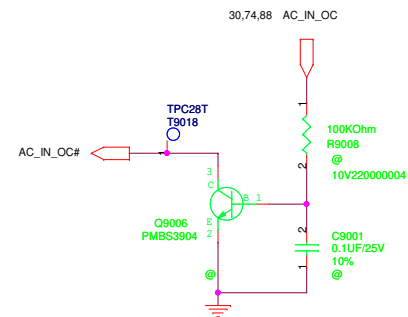 30,74,88 AC_IN_OC
1
TPC28T
T9018
100KOhm
R9008
@
2
10V220000004
AC_IN_OC#
1
3
C
B 1
E
2
Q9006
PMBS3904
@
2
C9001
0.1UF/25V
10%
1
@